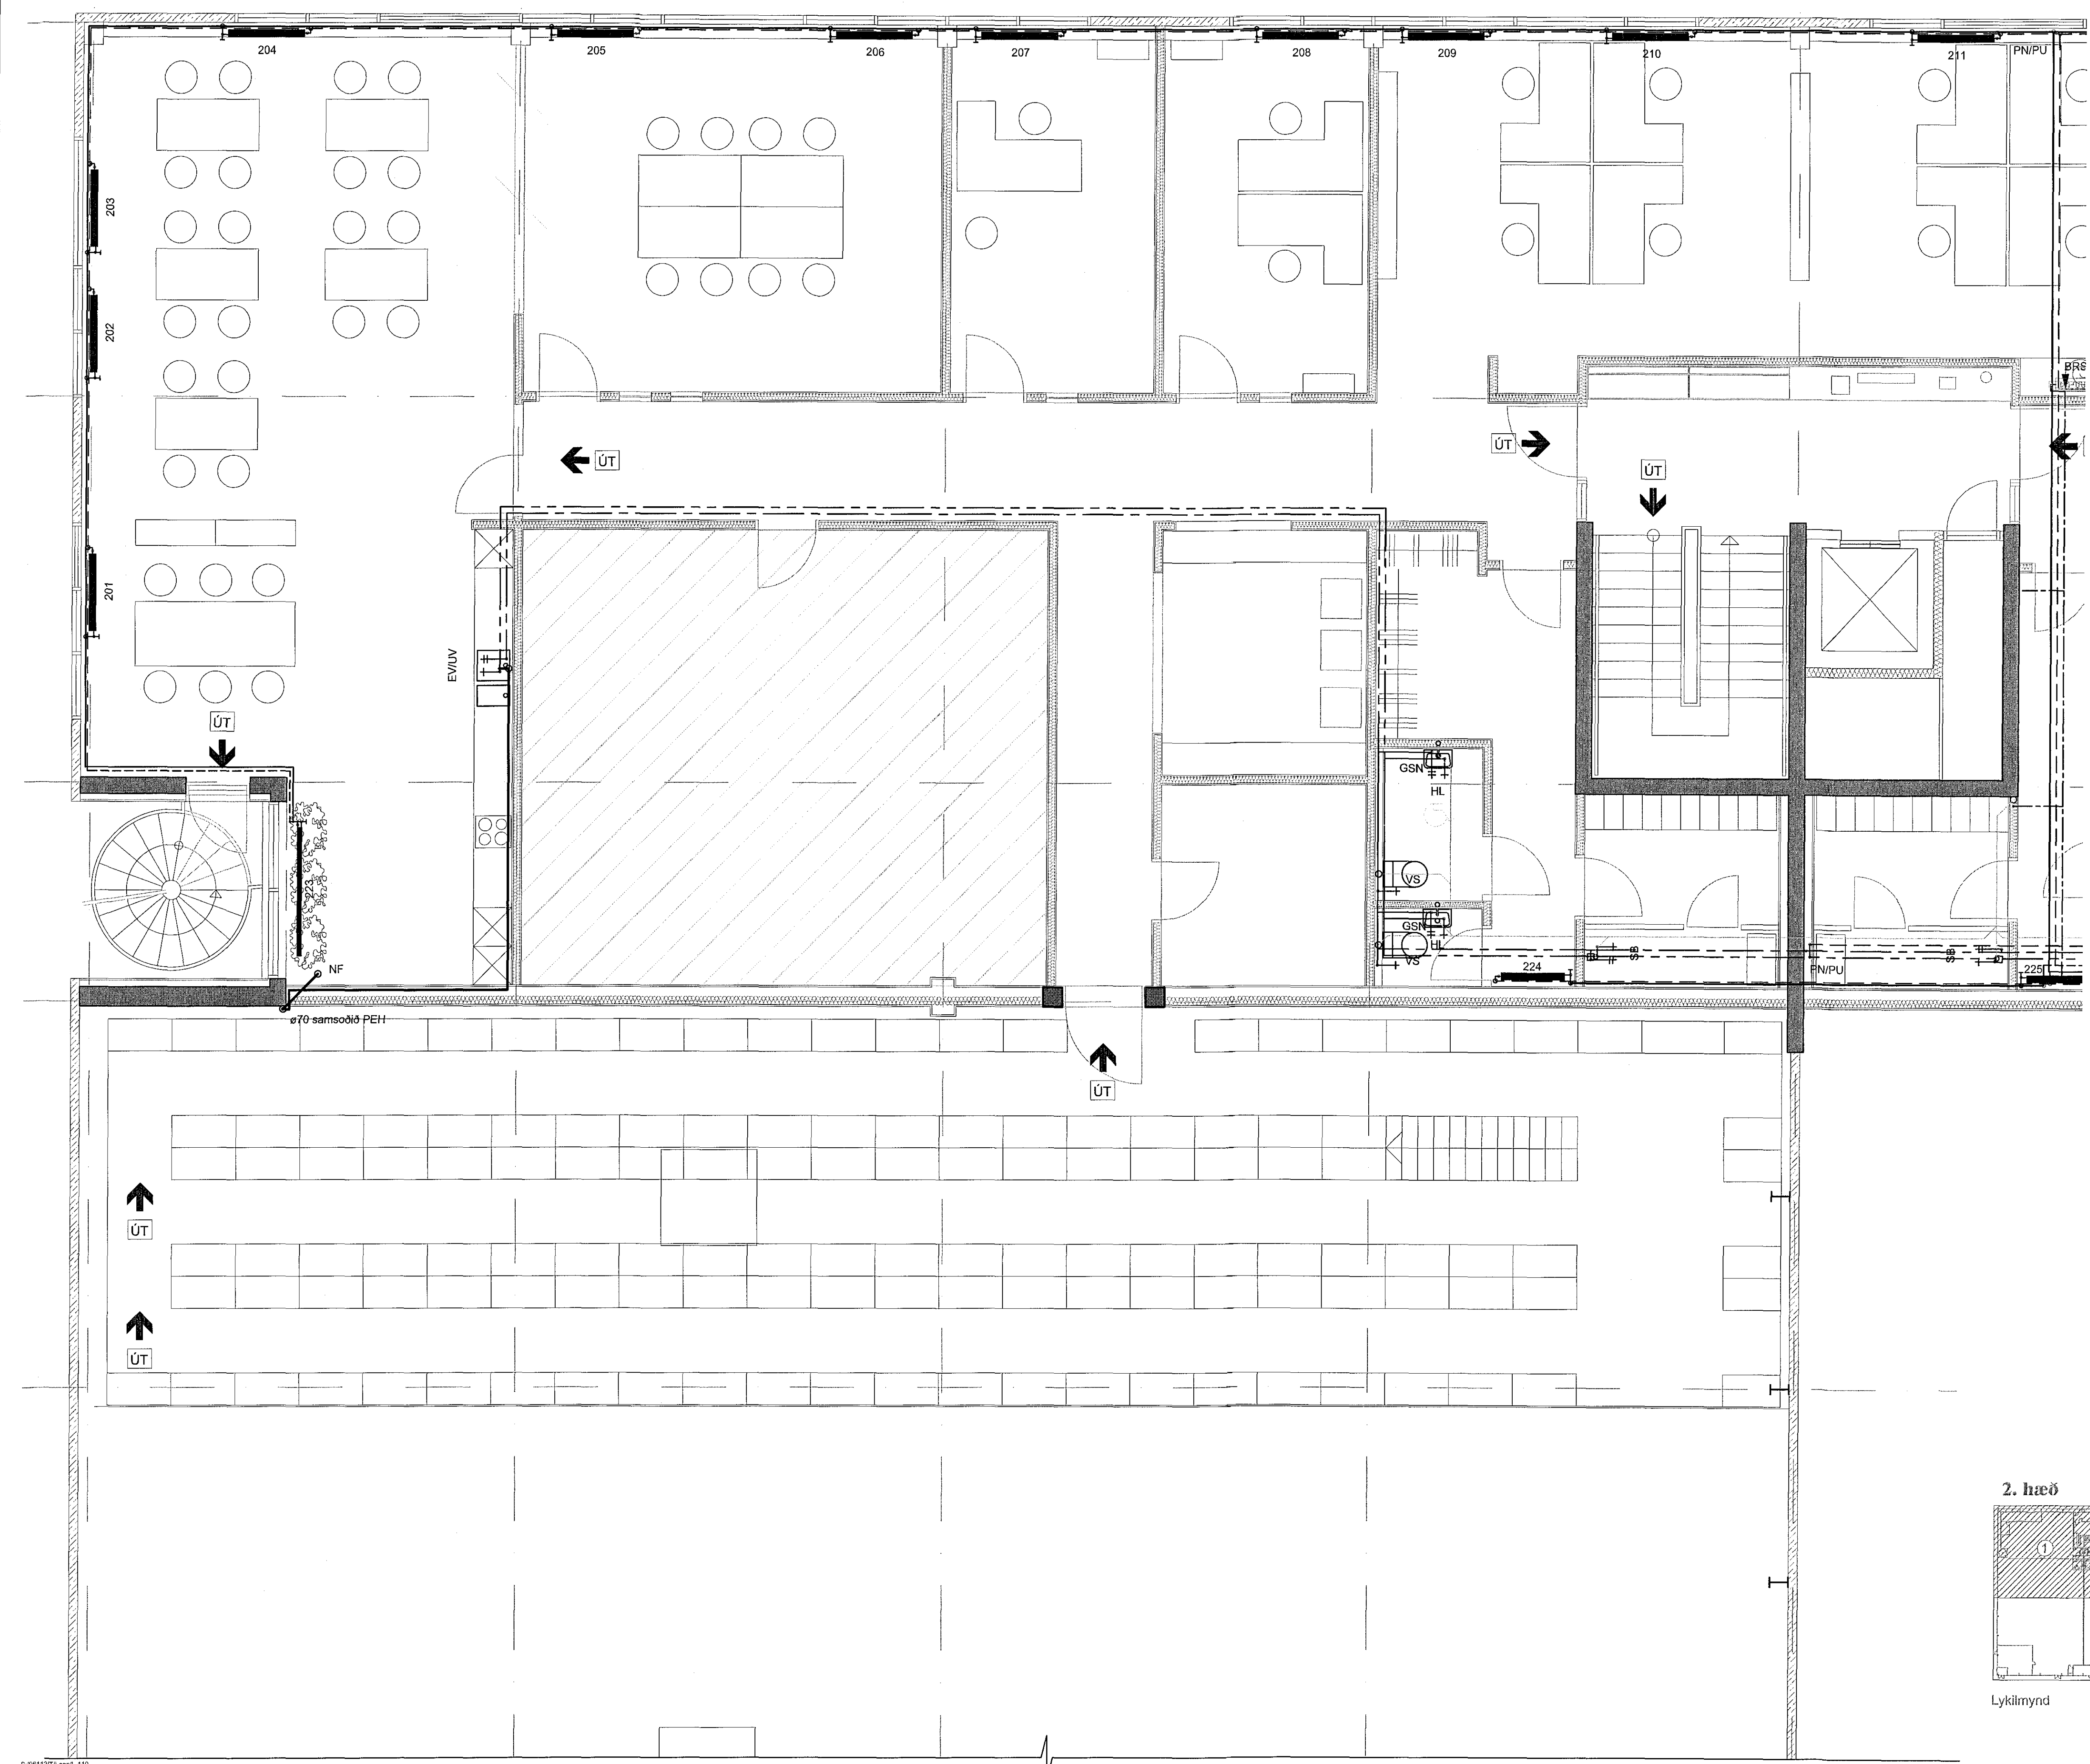 204
205
206
207
208
209
210
211
PN/PU
203
202
201
BRS
ÚT
ÚT
ÚT
EV/UV
ÚT
GSN
HL
VS
GSN
HL
VS
223
NF
224
SB
SB
PN/PU
225
ø70 samsoðið PEH
ÚT
ÚT
ÚT
2. hæð
1
Lykilmynd